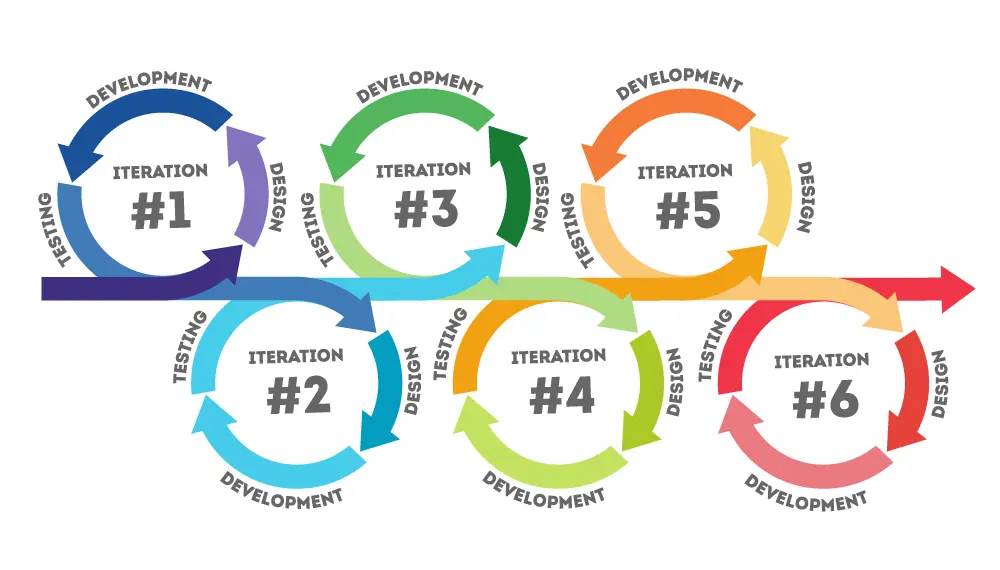 DEVELOPMENT
ITERATION
#1
DESIGN
TESTING
TESTING
ITERATION
#2
DESIGN
DEVELOPMENT
DEVELOPMENT
ITERATION
#3
DESIGN
TESTING
TESTING
ITERATION
#4
DESIGN
DEVELOPMENT
DEVELOPMENT
ITERATION
#5
DESIGN
TESTING
TESTING
ITERATION
#6
DESIGN
DEVELOPMENT